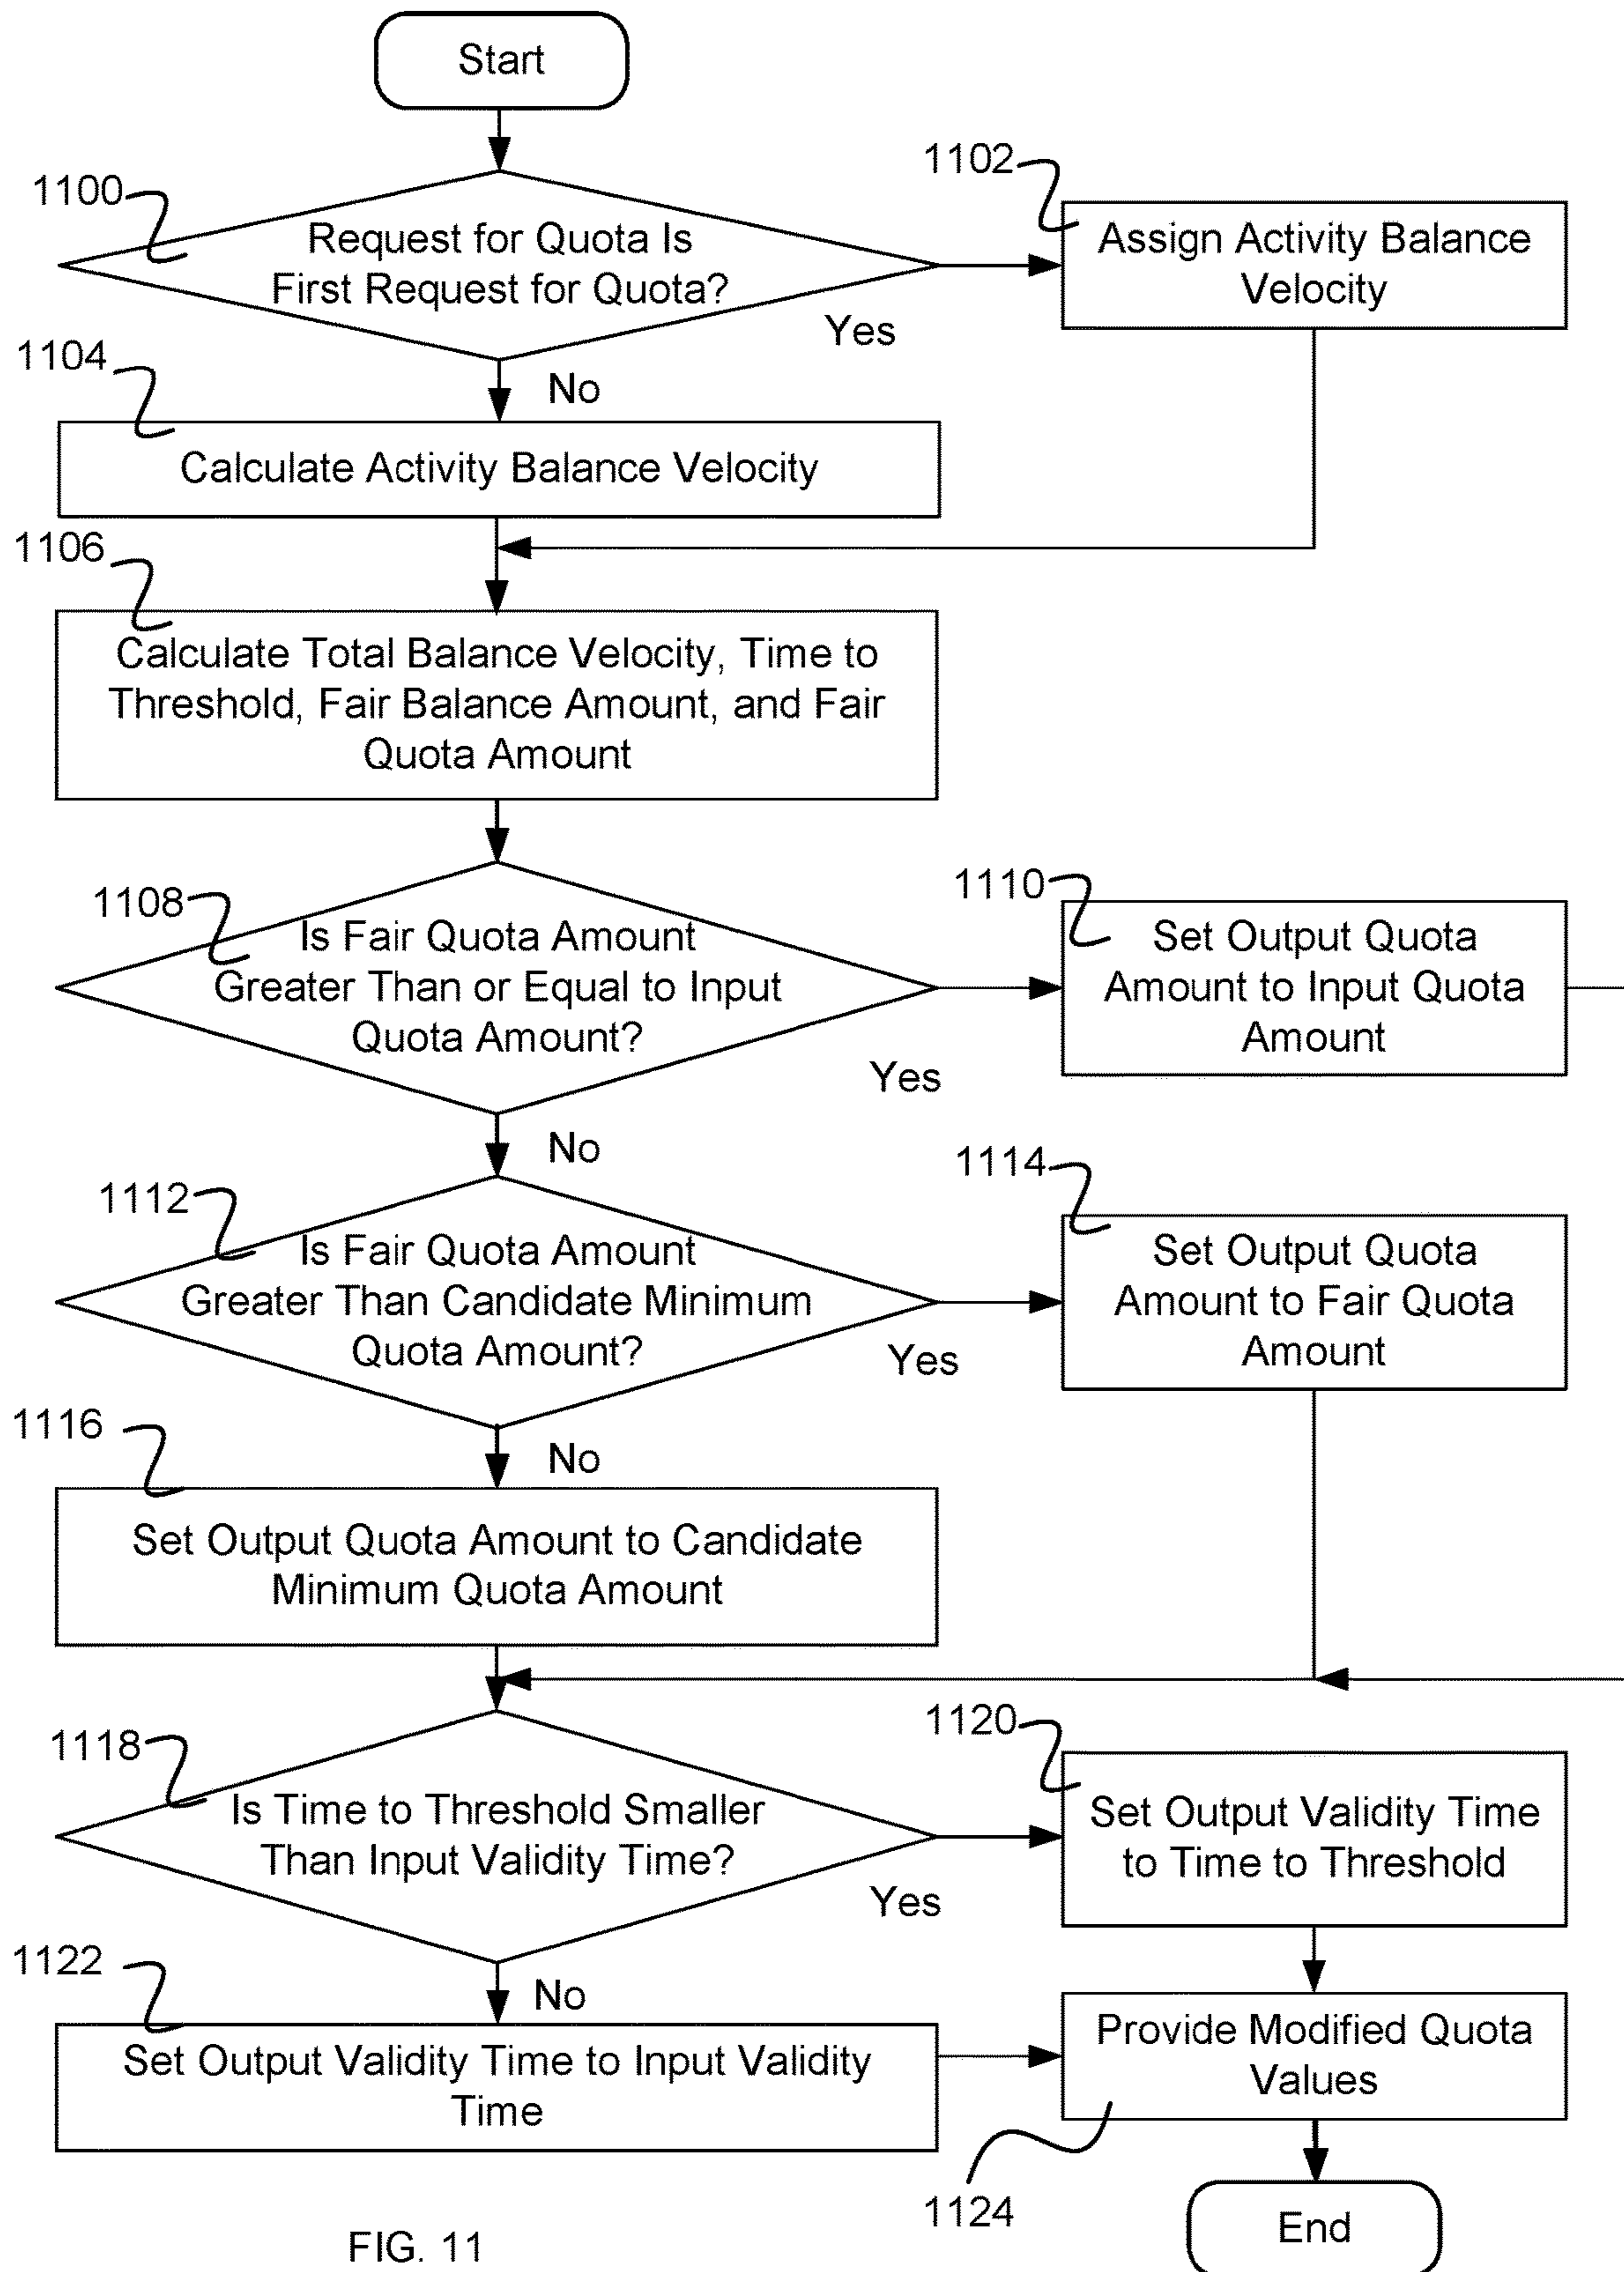 Start
1100
Request for Quota Is
First Request for Quota?
Yes
1102
Assign Activity Balance
Velocity
No
1104
Calculate Activity Balance Velocity
1106
Calculate Total Balance Velocity, Time to
Threshold, Fair Balance Amount, and Fair
Quota Amount
1108
Is Fair Quota Amount
Greater Than or Equal to Input
Quota Amount?
Yes
1110
Set Output Quota
Amount to Input Quota
Amount
No
1112
Is Fair Quota Amount
Greater Than Candidate Minimum
Quota Amount?
Yes
1114
Set Output Quota
Amount to Fair Quota
Amount
No
1116
Set Output Quota Amount to Candidate
Minimum Quota Amount
1118
Is Time to Threshold Smaller
Than Input Validity Time?
Yes
1120
Set Output Validity Time
to Time to Threshold
No
1122
Set Output Validity Time to Input Validity
Time
Provide Modified Quota
Values
1124
End
FIG. 11